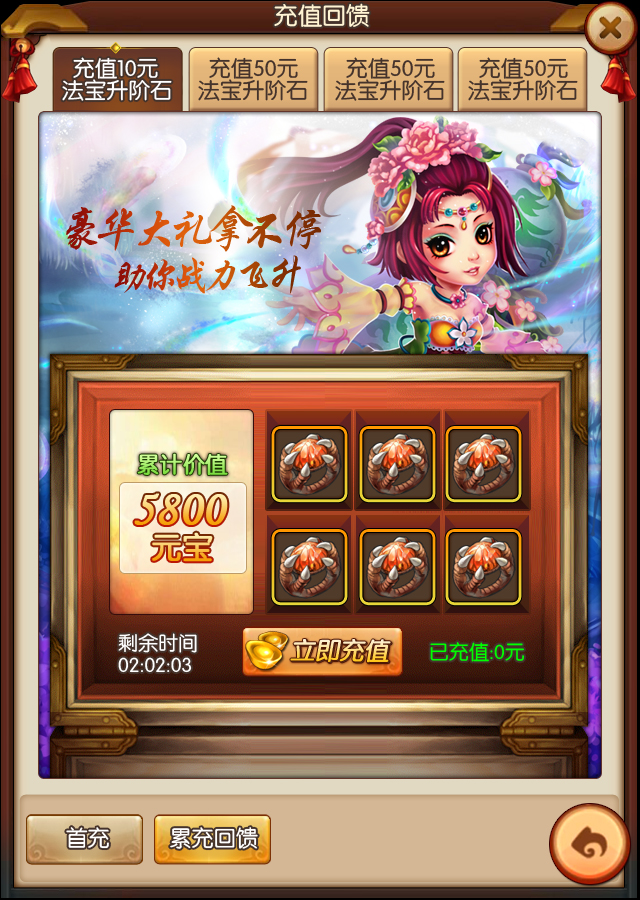 充值回馈
充值10元
法宝升阶石
充值50元
法宝升阶石
充值50元
法宝升阶石
充值50元
法宝升阶石
豪华大礼拿不停
助你战力飞升
累计价值
5800
元宝
剩余时间
02:02:03
立即充值
已充值:0元
首充
累充回馈